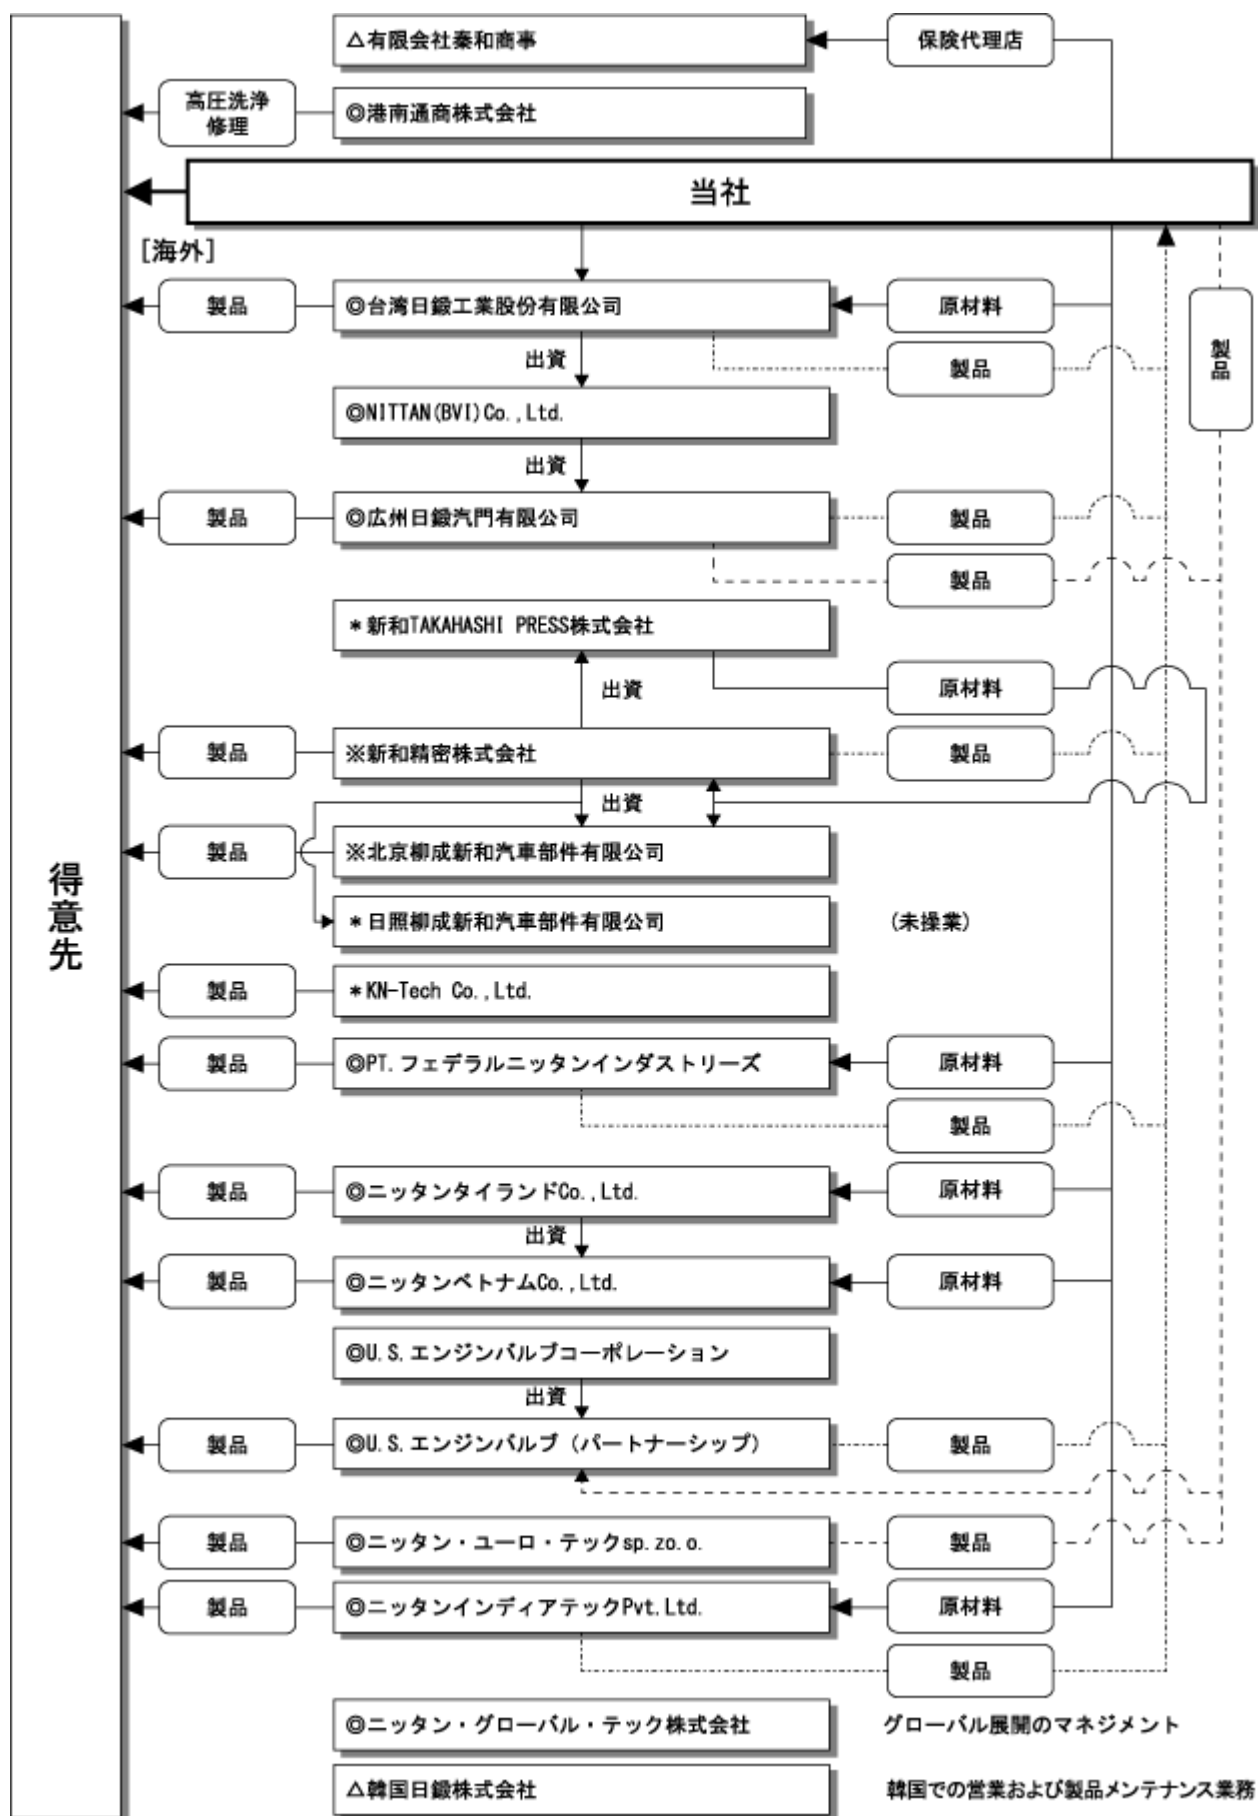 △有限会社秦和商事
保険代理店
高圧洗浄
修理
◎港南通商株式会社
当社
[海外]
製品
◎台湾日鍛工業股份有限公司
原材料
出資
製品
製品
◎NITTAN(BVI)Co.,Ltd.
出資
製品
◎広州日鍛汽門有限公司
製品
製品
*新和TAKAHASHI PRESS株式会社
出資
原材料
製品
※新和精密株式会社
製品
出資
製品
※北京柳成新和汽車部件有限公司
得意先
*日照柳成新和汽車部件有限公司
(未操業)
製品
*KN-Tech Co.,Ltd.
製品
◎PT.フェデラルニッタンインダストリーズ
原材料
製品
製品
◎ニッタンタイランドCo.,Ltd.
原材料
出資
製品
◎ニッタンベトナムCo.,Ltd.
原材料
◎U.S.エンジンバルブコーポレーション
出資
製品
◎U.S.エンジンバルブ（パートナーシップ）
製品
製品
◎ニッタン・ユーロ・テックsp.zo.o.
製品
製品
◎ニッタンインディアテックPvt.Ltd.
原材料
製品
◎ニッタン・グローバル・テック株式会社
グローバル展開のマネジメント
△韓国日鍛株式会社
韓国での営業および製品メンテナンス業務